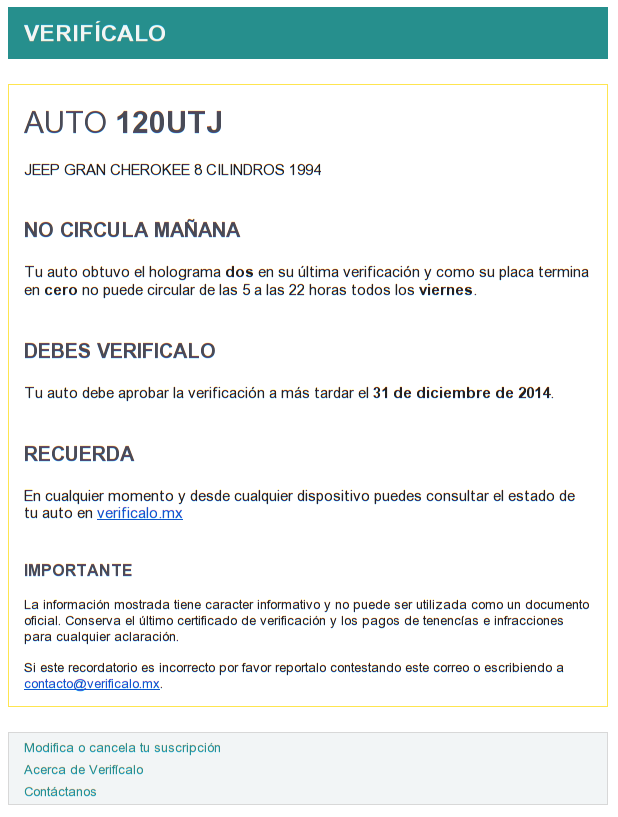 VERIFÍCALO
AUTO 120UTJ
JEEP GRAN CHEROKEE 8 CILINDROS 1994
NO CIRCULA MAÑANA
Tu auto obtuvo el holograma dos en su última verificación y como su placa termina
en cero no puede circular de las 5 a las 22 horas todos los viernes.
DEBES VERIFICALO
Tu auto debe aprobar la verificación a más tardar el 31 de diciembre de 2014.
RECUERDA
En cualquier momento y desde cualquier dispositivo puedes consultar el estado de
tu auto en verificalo.mx
IMPORTANTE
La información mostrada tiene caracter informativo y no puede ser utilizada como un documento
oficial. Conserva el último certificado de verificación y los pagos de tenencías e infracciones
para cualquier aclaración.
Si este recordatorio es incorrecto por favor reportalo contestando este correo o escribiendo a
contacto@verificalo.mx.
Modifica o cancela tu suscripción
Acerca de Verifícalo
Contáctanos